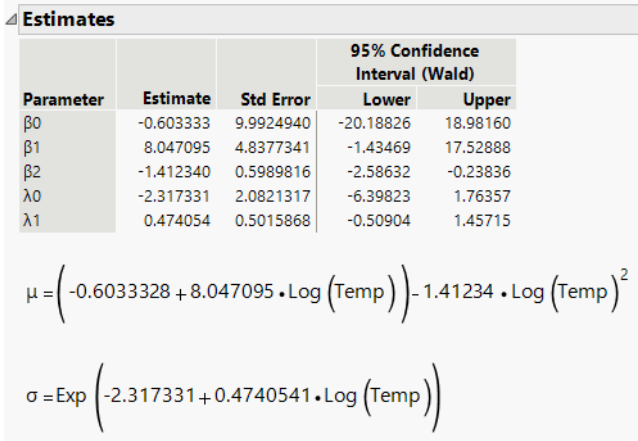 Estimates
95% Confidence
Interval (Wald)
Parameter Estimate Std Error Lower Upper
β0 -0.603333 9.9924940 -20.18826 18.98160
β1 8.047095 4.8377341 -1.43469 17.52888
β2 -1.412340 0.5989816 -2.58632 -0.23836
λ0 -2.317331 2.0821317 -6.39823 1.76357
λ1 0.474054 0.5015868 -0.50904 1.45715
μ = (-0.6033328 + 8.047095 • Log (Temp)) - 1.41234 • Log (Temp)²
σ = Exp (-2.317331 + 0.4740541 • Log (Temp))